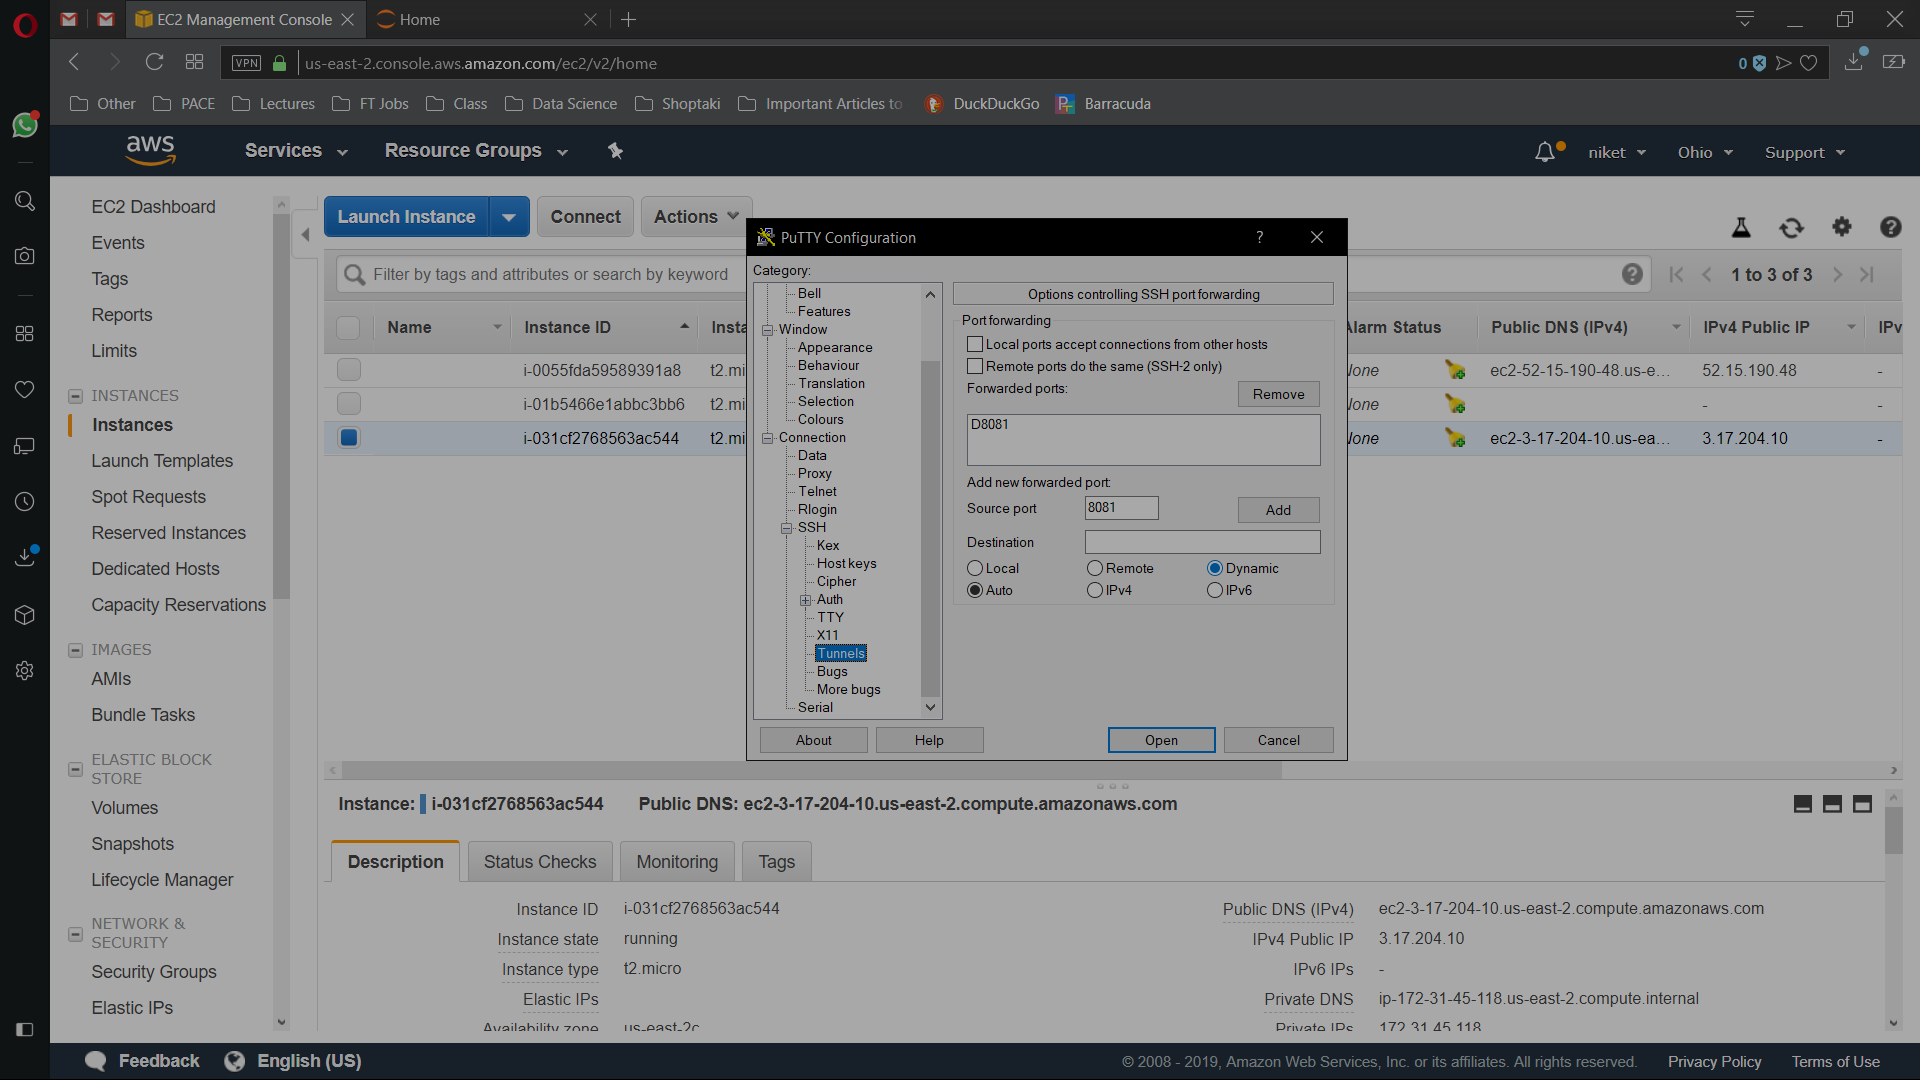 EC2 Management Console
Home
VPN
us-east-2.console.aws.amazon.com/ec2/v2/home
0
Other
PACE
Lectures
FT Jobs
Class
Data Science
Shoptaki
Important Articles to
DuckDuckGo
Barracuda
aws
Services
Resource Groups
niket
Ohio
Support
EC2 Dashboard
Events
Tags
Reports
Limits
INSTANCES
Instances
Launch Templates
Spot Requests
Reserved Instances
Dedicated Hosts
Capacity Reservations
IMAGES
AMIs
Bundle Tasks
ELASTIC BLOCK
STORE
Volumes
Snapshots
Lifecycle Manager
NETWORK &
SECURITY
Security Groups
Elastic IPs
Launch Instance
Connect
Actions
Filter by tags and attributes or search by keyword
1 to 3 of 3
Name
Instance ID
Insta
Alarm Status
Public DNS (IPv4)
IPv4 Public IP
IPv
i-0055fda59589391a8 t2.mi None ec2-52-15-190-48.us-e... 52.15.190.48 -
i-01b5466e1abbc3bb6 t2.mi None - -
i-031cf2768563ac544 t2.mi None ec2-3-17-204-10.us-ea... 3.17.204.10 -
PuTTY Configuration
?
Category:
Bell
Features
Window
Appearance
Behaviour
Translation
Selection
Colours
Connection
Data
Proxy
Telnet
Rlogin
SSH
Kex
Host keys
Cipher
Auth
TTY
X11
Tunnels
Bugs
More bugs
Serial
Options controlling SSH port forwarding
Port forwarding
Local ports accept connections from other hosts
Remote ports do the same (SSH-2 only)
Forwarded ports:
Remove
D8081
Add new forwarded port:
Source port
8081
Add
Destination
Local
Remote
Dynamic
Auto
IPv4
IPv6
About
Help
Open
Cancel
Instance: i-031cf2768563ac544 Public DNS: ec2-3-17-204-10.us-east-2.compute.amazonaws.com
Description
Status Checks
Monitoring
Tags
Instance ID i-031cf2768563ac544
Instance state running
Instance type t2.micro
Elastic IPs
Availability zone us-east-2c
Public DNS (IPv4) ec2-3-17-204-10.us-east-2.compute.amazonaws.com
IPv4 Public IP 3.17.204.10
IPv6 IPs -
Private DNS ip-172-31-45-118.us-east-2.compute.internal
Private IPs 172.31.45.118
Feedback
English (US)
© 2008 - 2019, Amazon Web Services, Inc. or its affiliates. All rights reserved.
Privacy Policy
Terms of Use